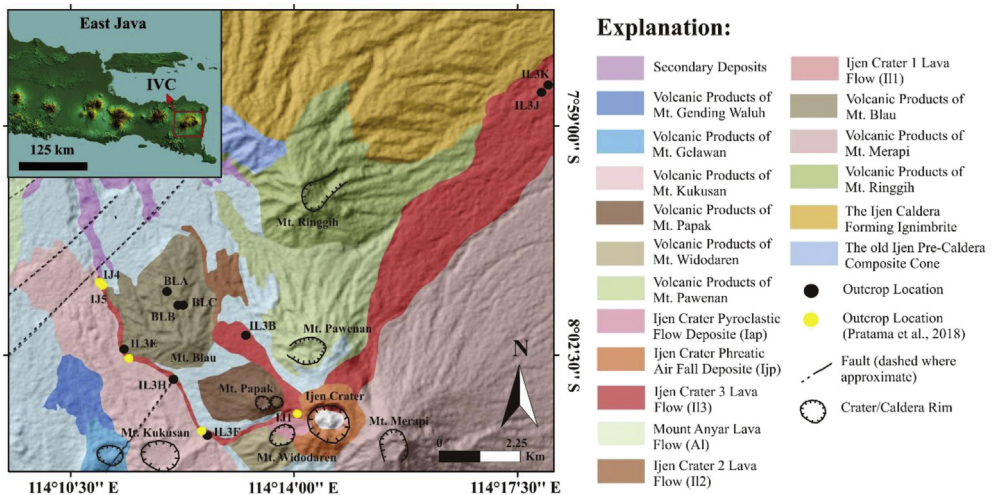 East Java
IVC
125 km
IL3K
IL3J
Mt. Ringgih
IJ4
IJ5
BLA
BLC
BLB
IL3B
Mt. Pawenan
IL3E
Mt. Blau
IL3H
Mt. Papak
IJ1
Ijen Crater
N
Mt. Merapi
Mt. Kukusan
IL3F
Mt. Widodaren
0 2.25
Km
7°59'00'' S
8°02'30'' S
114°10'30'' E
114°14'00'' E
114°17'30'' E
Explanation:
Secondary Deposits
Volcanic Products of
Mt. Gending Waluh
Volcanic Products of
Mt. Gelawan
Volcanic Products of
Mt. Kukusan
Volcanic Products of
Mt. Papak
Volcanic Products of
Mt. Widodaren
Volcanic Products of
Mt. Pawenan
Ijen Crater Pyroclastic
Flow Deposite (Iap)
Ijen Crater Phreatic
Air Fall Deposite (Ijp)
Ijen Crater 3 Lava
Flow (Il3)
Mount Anyar Lava
Flow (Al)
Ijen Crater 2 Lava
Flow (Il2)
Ijen Crater 1 Lava
Flow (Il1)
Volcanic Products of
Mt. Blau
Volcanic Products of
Mt. Merapi
Volcanic Products of
Mt. Ringgih
The Ijen Caldera
Forming Ignimbrite
The old Ijen Pre-Caldera
Composite Cone
Outcrop Location
Outcrop Location
(Pratama et al., 2018)
Fault (dashed where
approximate)
Crater/Caldera Rim